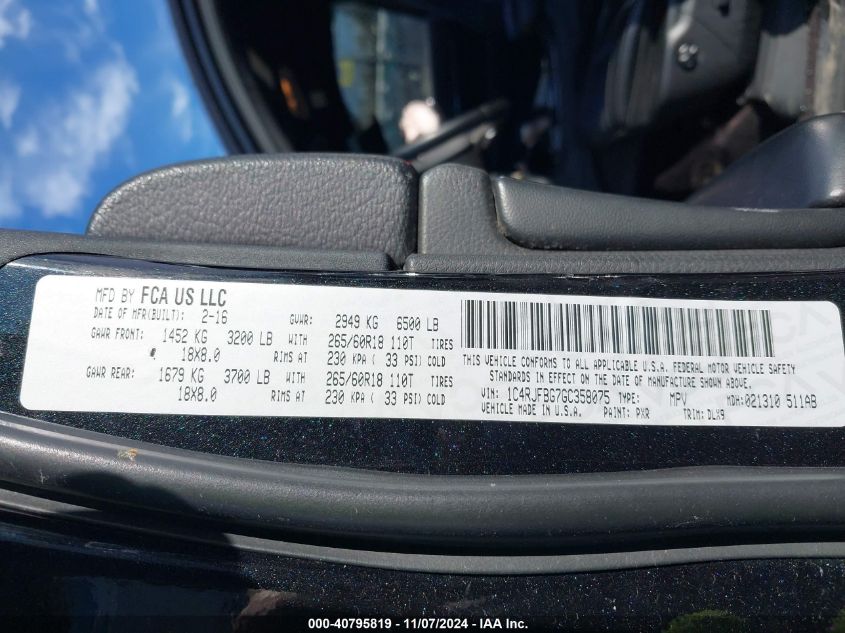 MFD BY FCA US LLC
DATE OF MFR(BUILT): 2-16 GVWR: 2949 KG 6500 LB
GAWR FRONT: 1452 KG 3200 LB WITH 265/60R18 110T TIRES
18X8.0 RIMS AT 230 KPA ( 33 PSI) COLD
GAWR REAR: 1679 KG 3700 LB WITH 265/60R18 110T TIRES
18X8.0 RIMS AT 230 KPA ( 33 PSI) COLD
THIS VEHICLE CONFORMS TO ALL APPLICABLE U.S.A. FEDERAL MOTOR VEHICLE SAFETY
STANDARDS IN EFFECT ON THE DATE OF MANUFACTURE SHOWN ABOVE.
VIN: 1C4RJFBG7GC358075 TYPE: MPV MDH:021310 511AB
VEHICLE MADE IN U.S.A. PAINT: PXR TRIM: DLX9
000-40795819 - 11/07/2024 - IAA Inc.